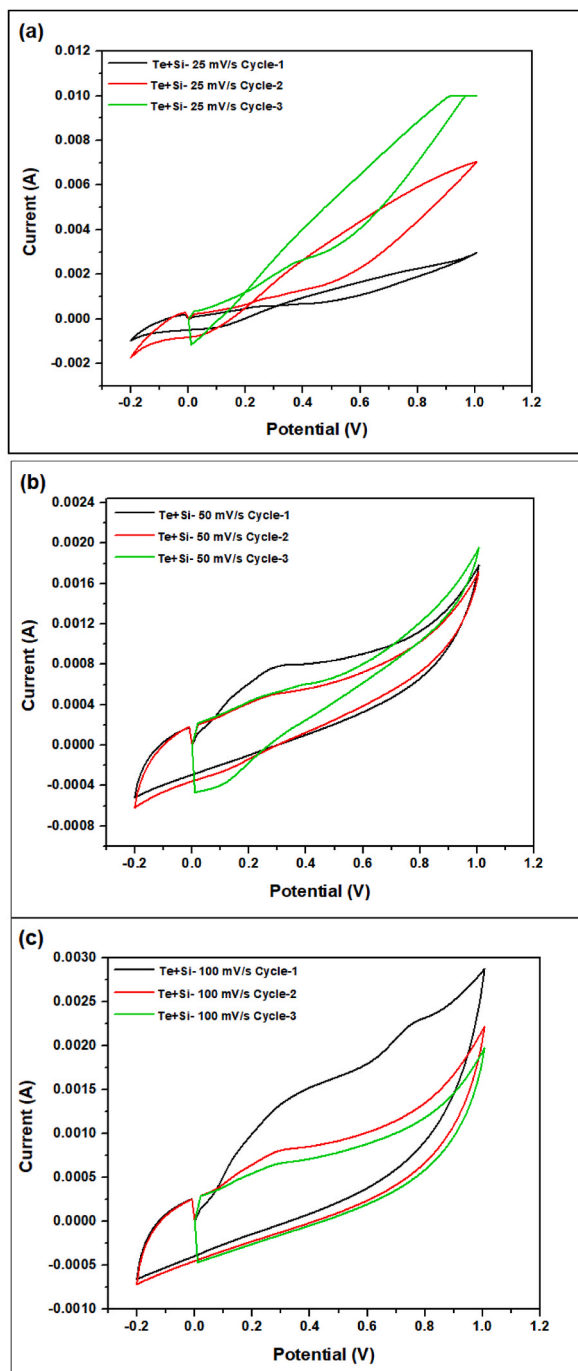 (a)
0.012
0.010
0.008
0.006
0.004
0.002
0.000
-0.002
Current (A)
Te+Si- 25 mV/s Cycle-1
Te+Si- 25 mV/s Cycle-2
Te+Si- 25 mV/s Cycle-3
-0.2 0.0 0.2 0.4 0.6 0.8 1.0 1.2
Potential (V)
(b)
0.0024
0.0020
0.0016
0.0012
0.0008
0.0004
0.0000
-0.0004
-0.0008
Current (A)
Te+Si- 50 mV/s Cycle-1
Te+Si- 50 mV/s Cycle-2
Te+Si- 50 mV/s Cycle-3
-0.2 0.0 0.2 0.4 0.6 0.8 1.0 1.2
Potential (V)
(c)
0.0030
0.0025
0.0020
0.0015
0.0010
0.0005
0.0000
-0.0005
-0.0010
Current (A)
Te+Si- 100 mV/s Cycle-1
Te+Si- 100 mV/s Cycle-2
Te+Si- 100 mV/s Cycle-3
-0.2 0.0 0.2 0.4 0.6 0.8 1.0 1.2
Potential (V)